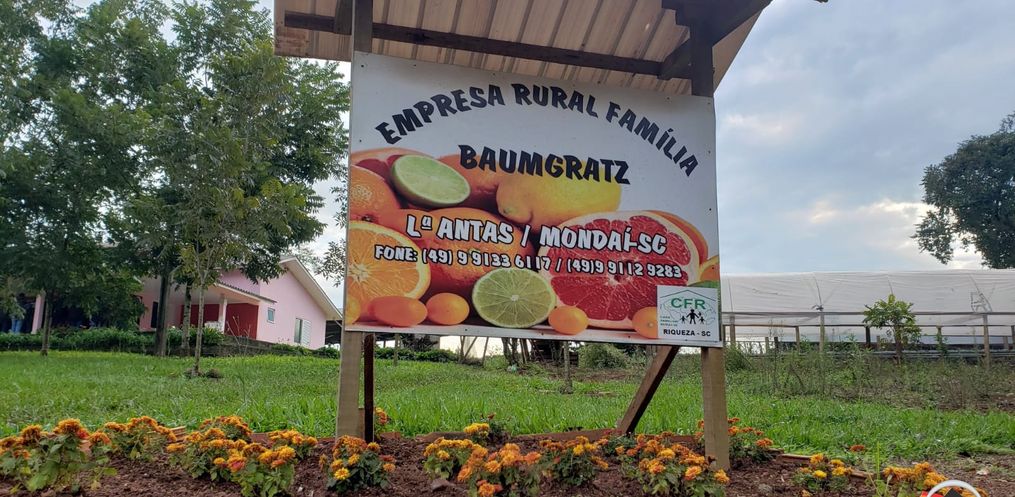 EMPRESA RURAL FAMÍLIA
BAUMGRATZ
Lª ANTAS / MONDAÍ-SC
FONE: (49) 9 9133 6117 / (49)9 9112 9283
CFR
RIQUEZA - SC